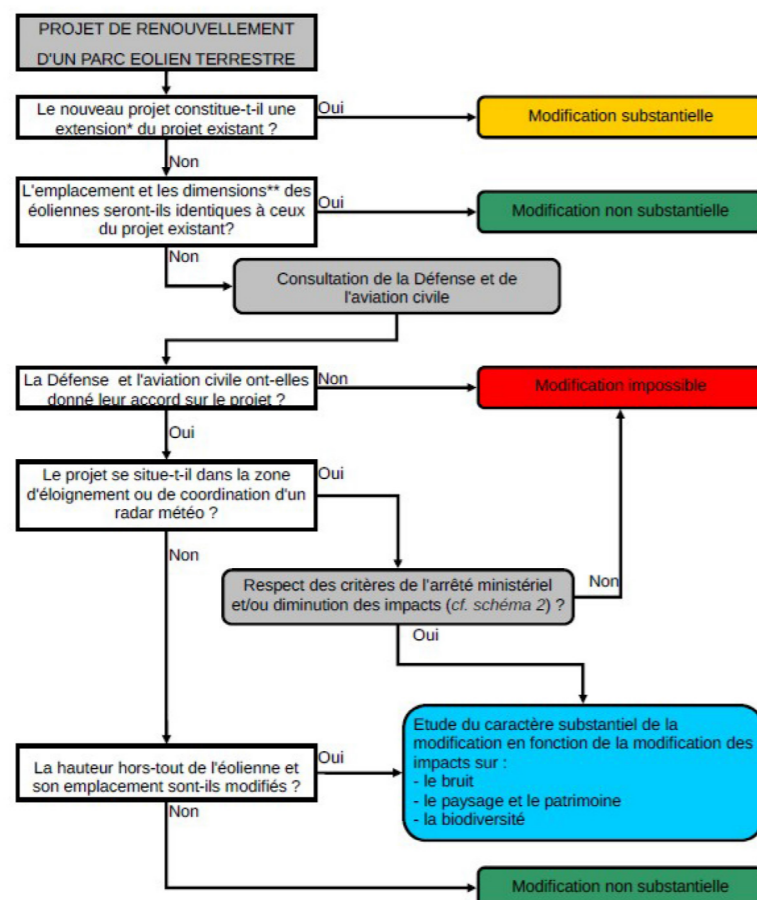 PROJET DE RENOUVELLEMENT
D'UN PARC EOLIEN TERRESTRE
Le nouveau projet constitue-t-il une
extension* du projet existant ?
Oui
Modification substantielle
Non
L'emplacement et les dimensions** des
éoliennes seront-ils identiques à ceux
du projet existant?
Oui
Modification non substantielle
Non
Consultation de la Défense et de
l'aviation civile
La Défense et l'aviation civile ont-elles
donné leur accord sur le projet ?
Non
Modification impossible
Oui
Le projet se situe-t-il dans la zone
d'éloignement ou de coordination d'un
radar météo ?
Oui
Non
Respect des critères de l'arrêté ministériel
et/ou diminution des impacts (cf. schéma 2) ?
Non
Oui
Etude du caractère substantiel de la
modification en fonction de la modification des
impacts sur :
- le bruit
- le paysage et le patrimoine
- la biodiversité
La hauteur hors-tout de l'éolienne et
son emplacement sont-ils modifiés ?
Oui
Non
Modification non substantielle